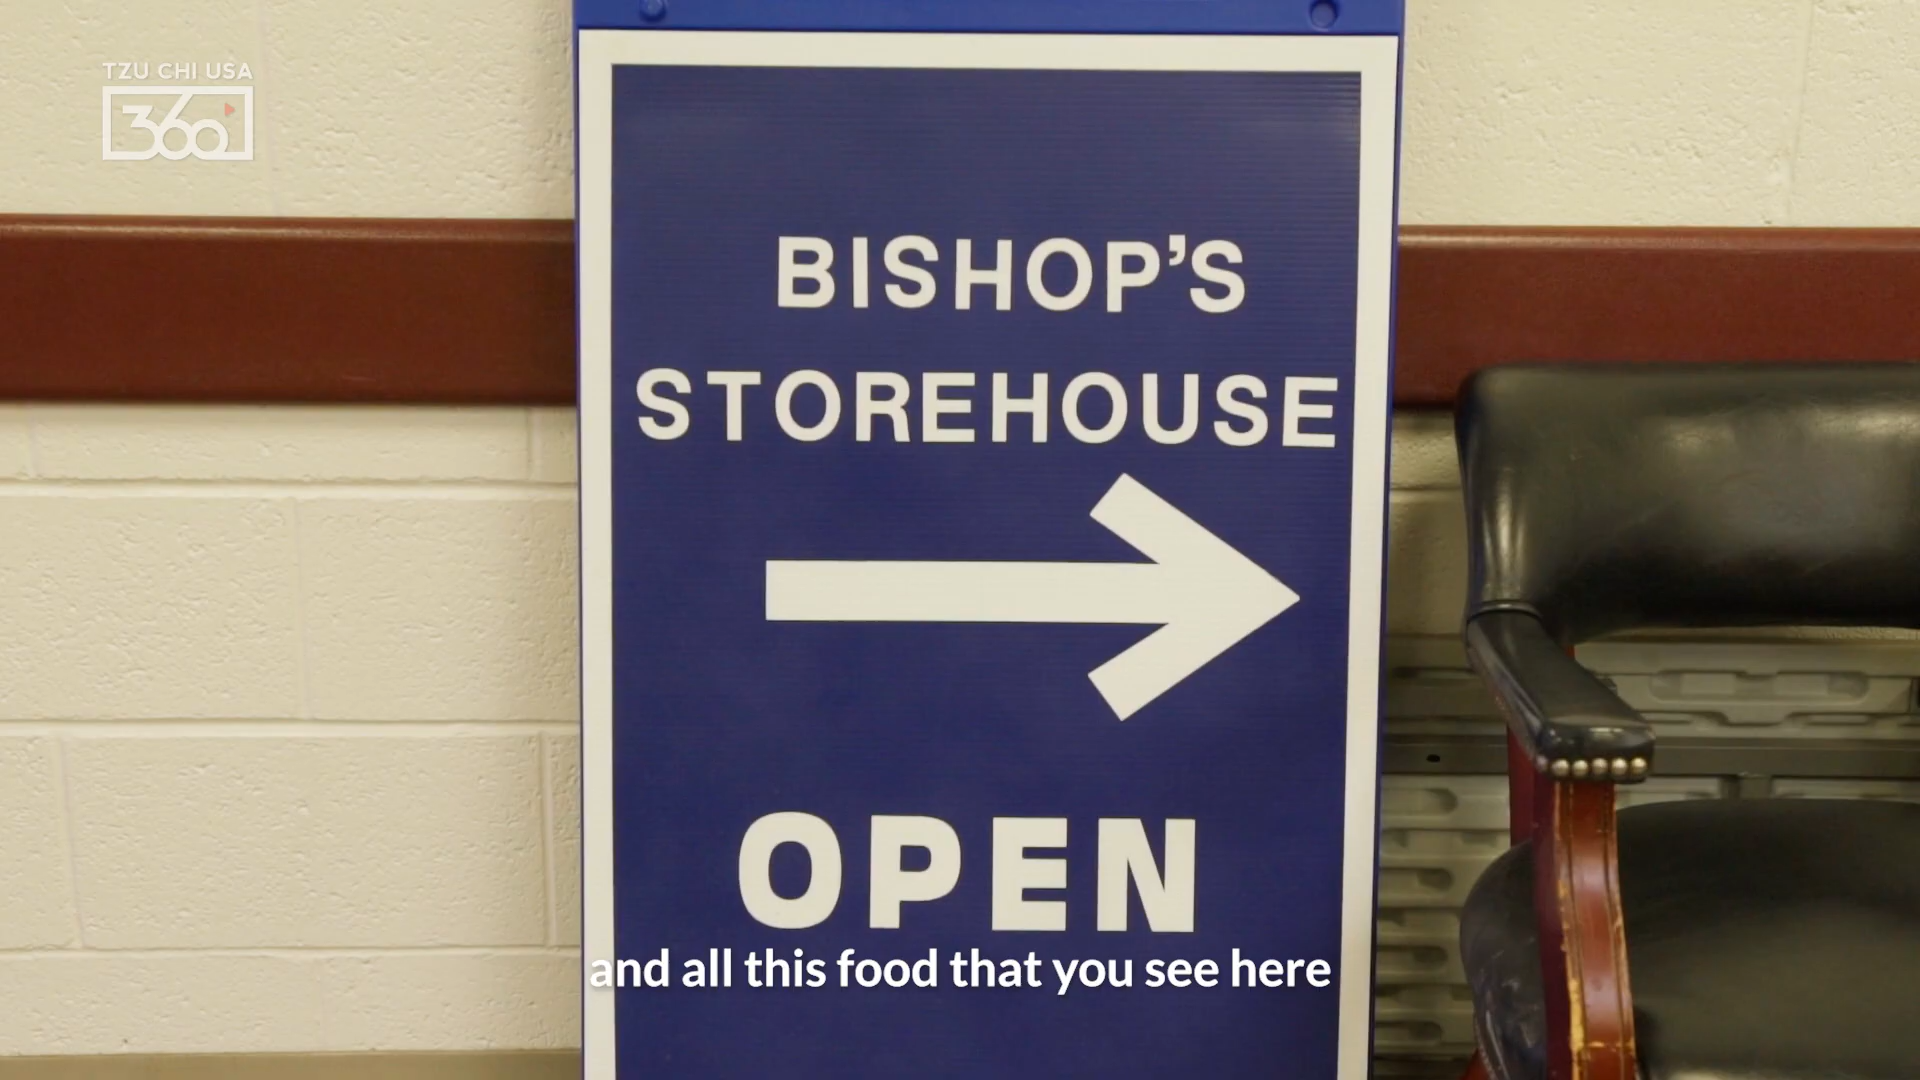 TZU CHI USA
360
BISHOP'S
STOREHOUSE
OPEN
and all this food that you see here